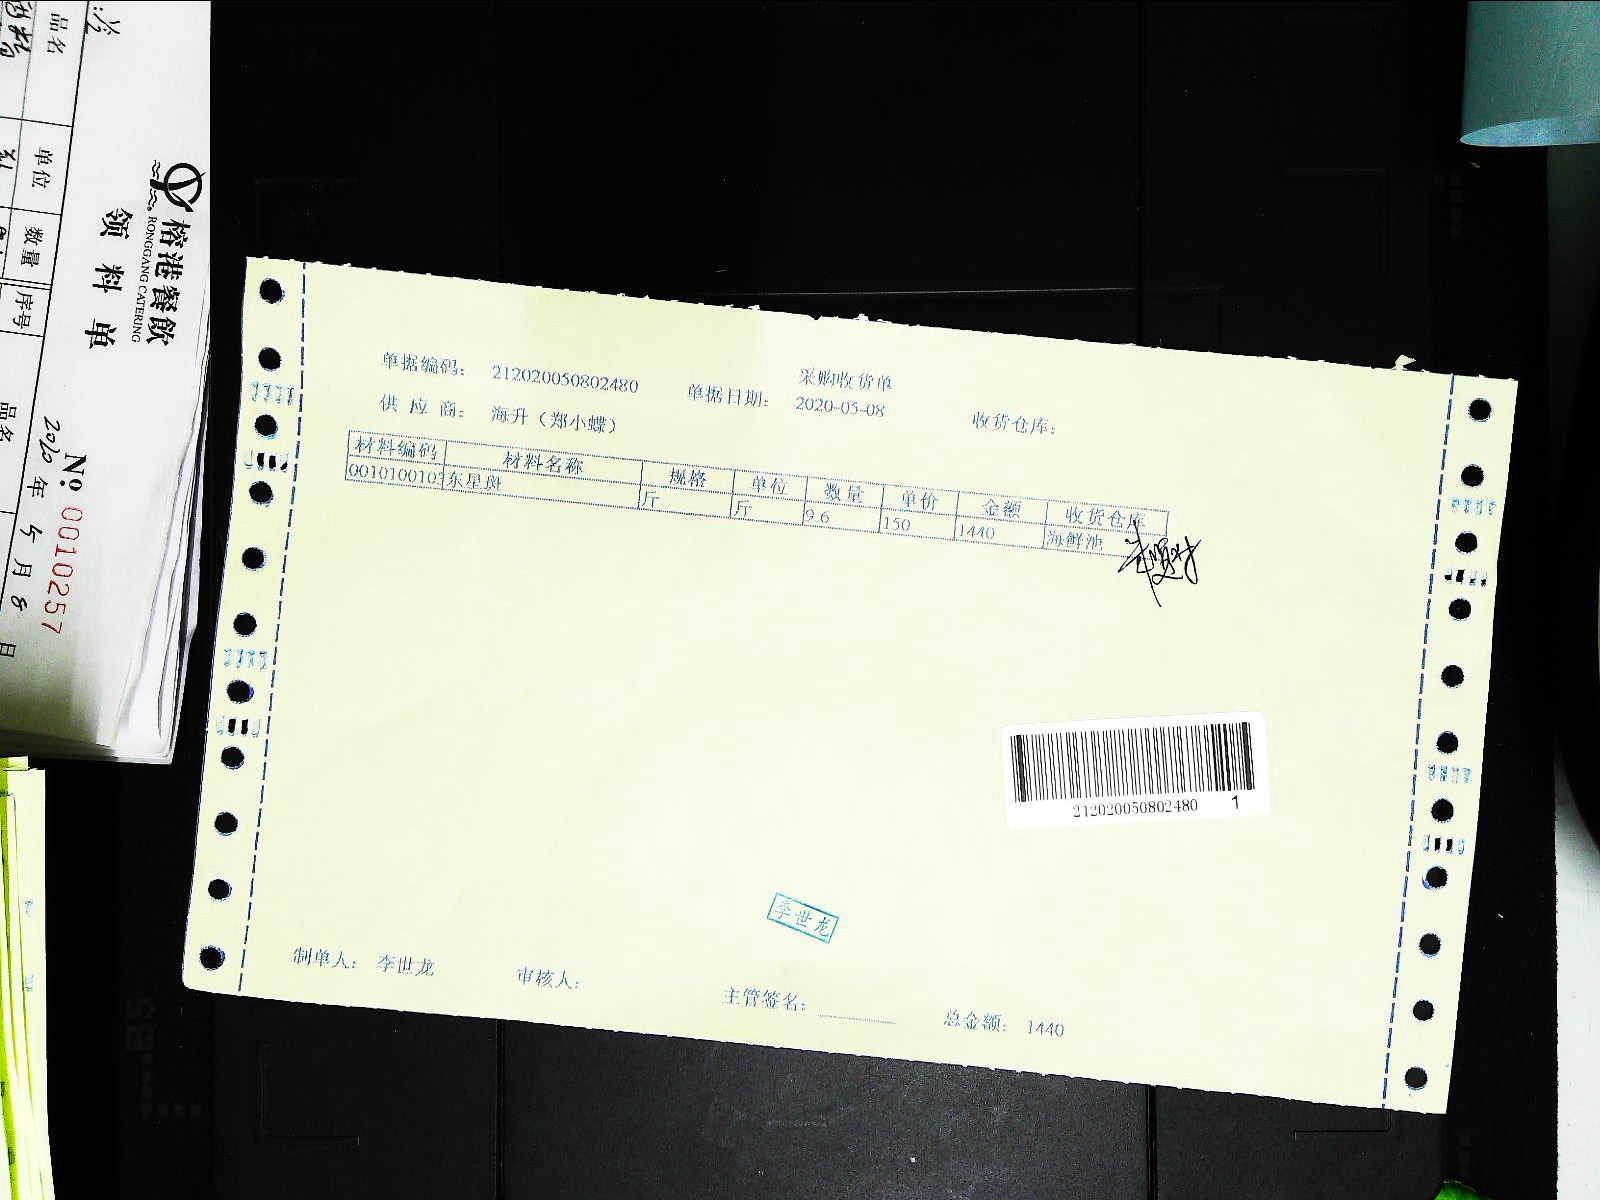 采购收货单
单据编码: 212020050802480 单据日期: 2020-05-08 收货仓库:
供 应 商: 海升（郑小蝶）
材料编码 材料名称 规格 单位 数量 单价 金额 收货仓库
0010100103 东星斑 斤 斤 9.6 150 1440 海鲜池
212020050802480 1
李世龙
制单人: 李世龙 审核人: 主管签名: 总金额: 1440
榕港餐飲
RONGGANG CATERING
领料单
No: 0010257
2020 年 5 月 8 日
品名 单位 数量 序号 品名
B5